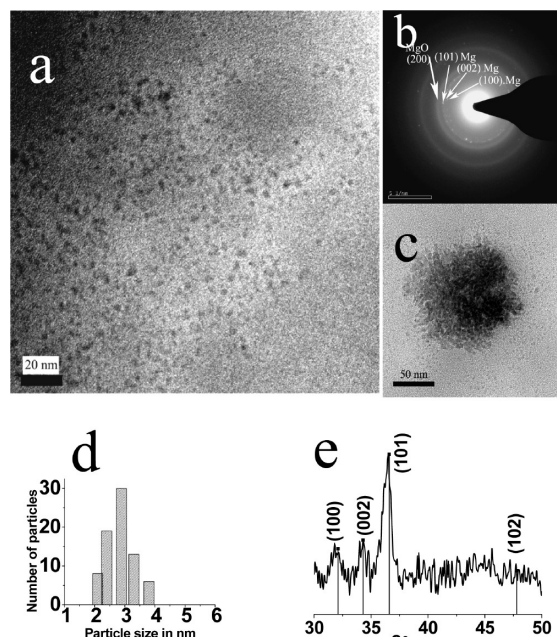 a
20 nm
b
MgO
(200)
(101) Mg
(002) Mg
(100) Mg
c
50 nm
d
Number of particles
30
20
10
0
1 2 3 4 5 6
Particle size in nm
e
(100)
(002)
(101)
(102)
30 35 40 45 50